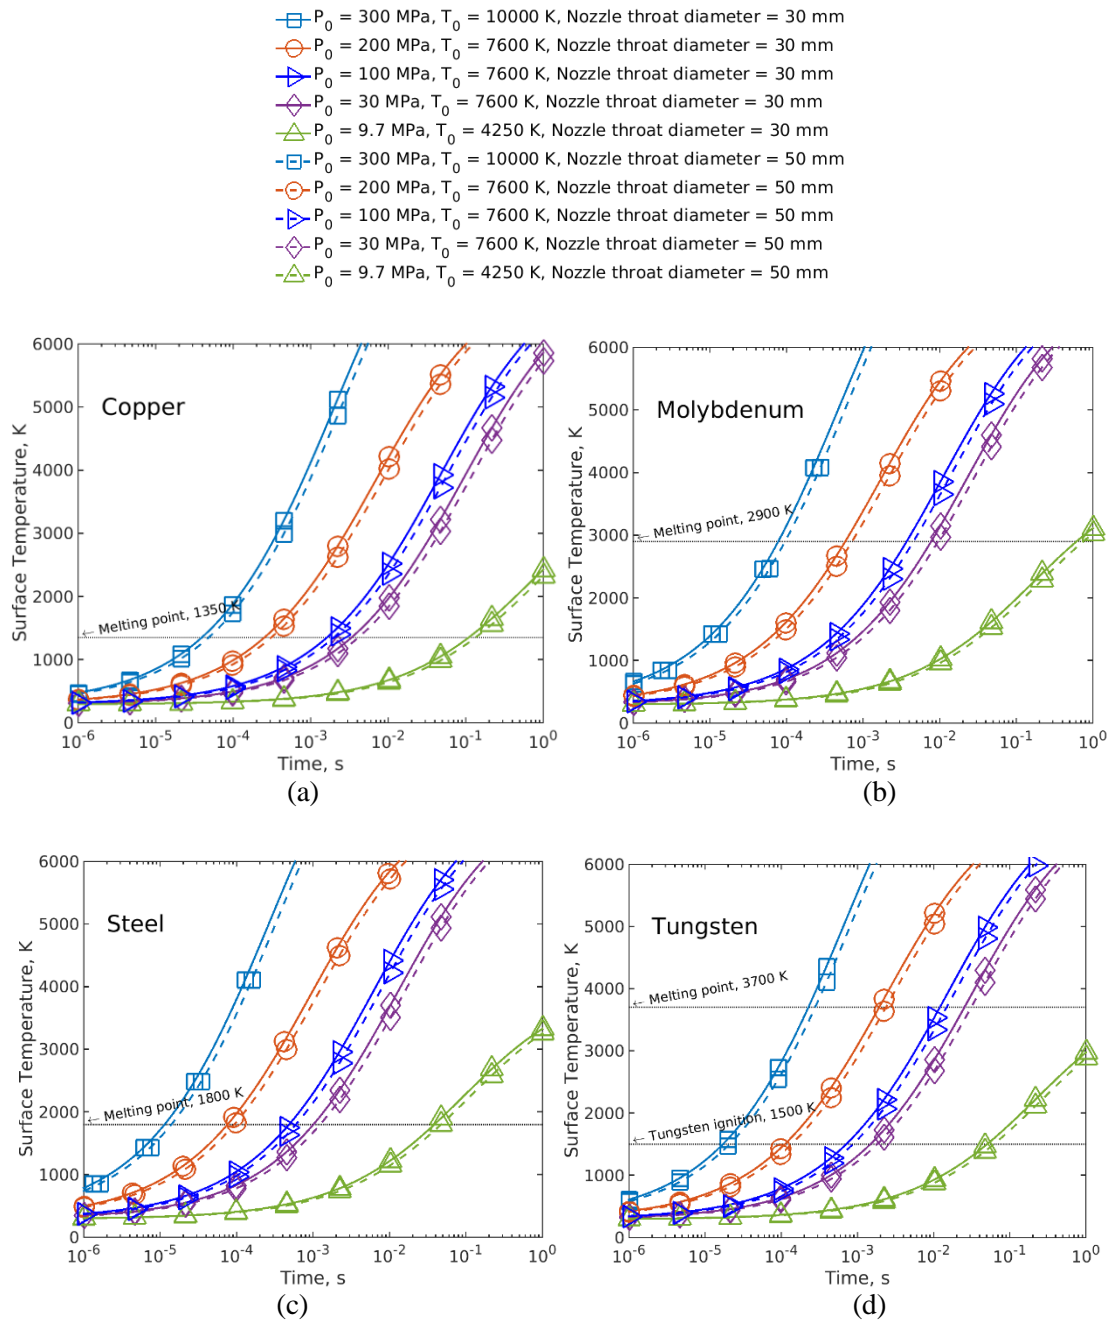 P0 = 300 MPa, T0 = 10000 K, Nozzle throat diameter = 30 mm
P0 = 200 MPa, T0 = 7600 K, Nozzle throat diameter = 30 mm
P0 = 100 MPa, T0 = 7600 K, Nozzle throat diameter = 30 mm
P0 = 30 MPa, T0 = 7600 K, Nozzle throat diameter = 30 mm
P0 = 9.7 MPa, T0 = 4250 K, Nozzle throat diameter = 30 mm
P0 = 300 MPa, T0 = 10000 K, Nozzle throat diameter = 50 mm
P0 = 200 MPa, T0 = 7600 K, Nozzle throat diameter = 50 mm
P0 = 100 MPa, T0 = 7600 K, Nozzle throat diameter = 50 mm
P0 = 30 MPa, T0 = 7600 K, Nozzle throat diameter = 50 mm
P0 = 9.7 MPa, T0 = 4250 K, Nozzle throat diameter = 50 mm
Copper
Surface Temperature, K
6000
5000
4000
3000
2000
1000
0
← Melting point, 1350 K
10-6 10-5 10-4 10-3 10-2 10-1 100
Time, s
(a)
Molybdenum
Surface Temperature, K
6000
5000
4000
3000
2000
1000
0
← Melting point, 2900 K
10-6 10-5 10-4 10-3 10-2 10-1 100
Time, s
(b)
Steel
Surface Temperature, K
6000
5000
4000
3000
2000
1000
0
← Melting point, 1800 K
10-6 10-5 10-4 10-3 10-2 10-1 100
Time, s
(c)
Tungsten
Surface Temperature, K
6000
5000
4000
3000
2000
1000
0
← Melting point, 3700 K
← Tungsten ignition, 1500 K
10-6 10-5 10-4 10-3 10-2 10-1 100
Time, s
(d)